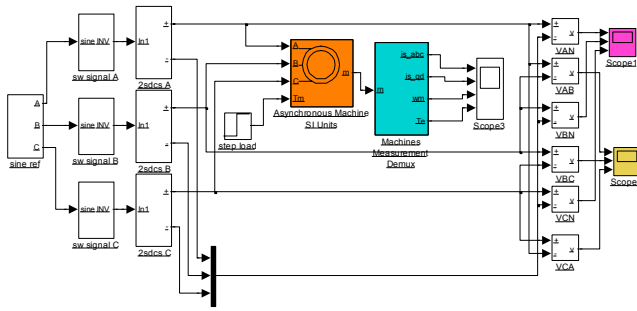 A
B
C
sine ref
sine INV
sw signal A
sine INV
sw signal B
sine INV
sw signal C
In1
+
-
2sdcs A
In1
+
-
2sdcs B
In1
+
-
2sdcs C
A
B
C
Tm
m
Asynchronous Machine
SI Units
step load
m
is_abc
is_qd
wm
Te
Machines
Measurement
Demux
Scope3
+
-
v
VAN
+
-
v
VAB
+
-
v
VBN
+
-
v
VBC
+
-
v
VCN
+
-
v
VCA
Scope1
Scope